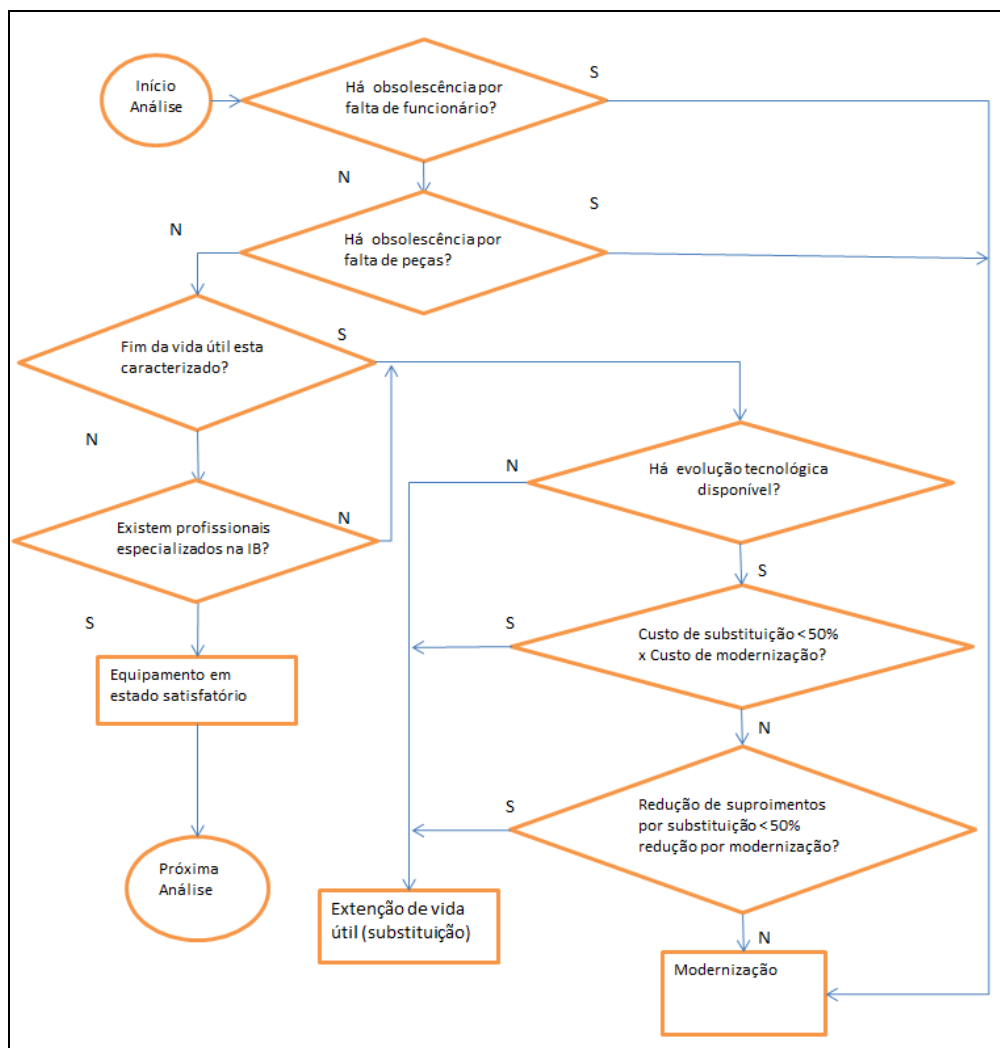 Início
Análise
Há obsolescência por
falta de funcionário?
S
N
Há obsolescência por
falta de peças?
S
N
Fim da vida útil esta
caracterizado?
S
N
Há evolução tecnológica
disponível?
N
S
Existem profissionais
especializados na IB?
N
S
Custo de substituição < 50%
x Custo de modernização?
S
N
Equipamento em
estado satisfatório
Redução de suproimentos
por substituição < 50%
redução por modernização?
S
N
Próxima
Análise
Extenção de vida
útil (substituição)
Modernização